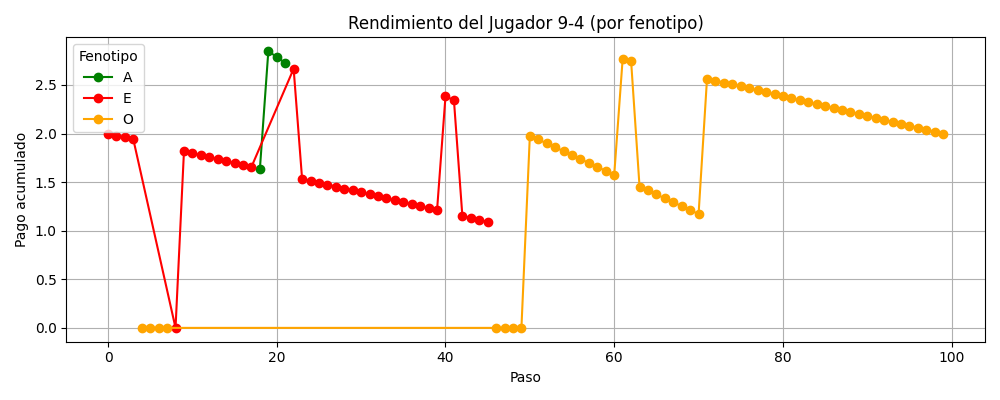 Rendimiento del Jugador 9-4 (por fenotipo)
Fenotipo
A
E
O
Pago acumulado
2.5
2.0
1.5
1.0
0.5
0.0
0 20 40 60 80 100
Paso